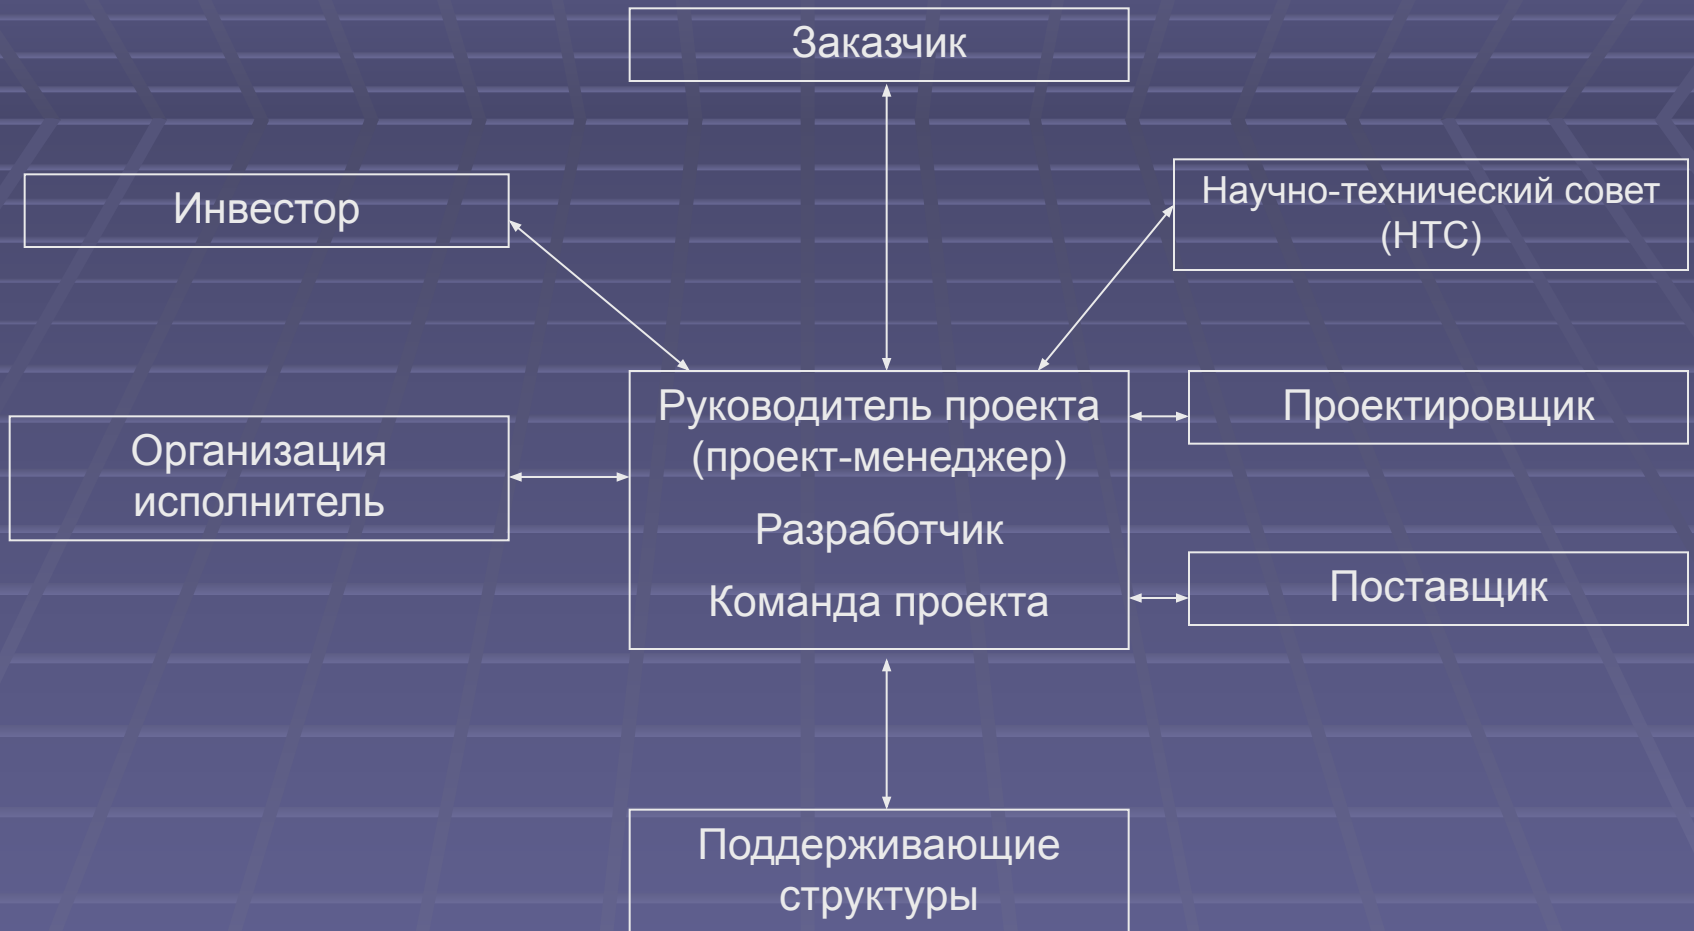 Заказчик
Инвестор
Научно-технический совет
(НТС)
Руководитель проекта
(проект-менеджер)
Разработчик
Команда проекта
Проектировщик
Организация
исполнитель
Поставщик
Поддерживающие
структуры